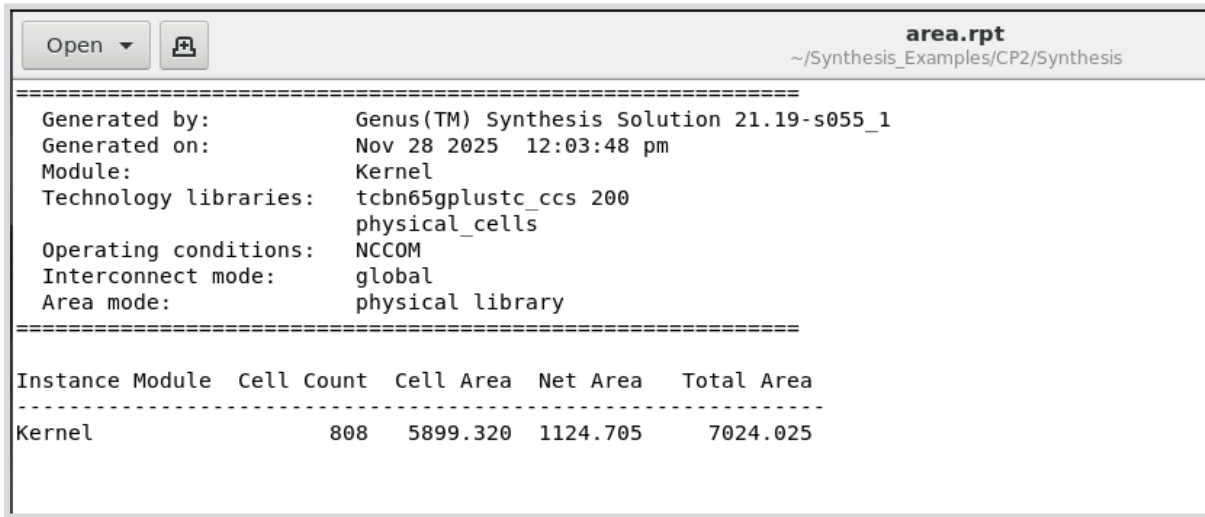 Open
area.rpt
~/Synthesis_Examples/CP2/Synthesis
============================================================
  Generated by:           Genus(TM) Synthesis Solution 21.19-s055_1
  Generated on:           Nov 28 2025  12:03:48 pm
  Module:                 Kernel
  Technology libraries:   tcbn65gplustc_ccs 200
                          physical_cells
  Operating conditions:   NCCOM
  Interconnect mode:      global
  Area mode:              physical library
============================================================
Instance Module  Cell Count  Cell Area  Net Area   Total Area
--------------------------------------------------------------
Kernel                  808   5899.320  1124.705     7024.025